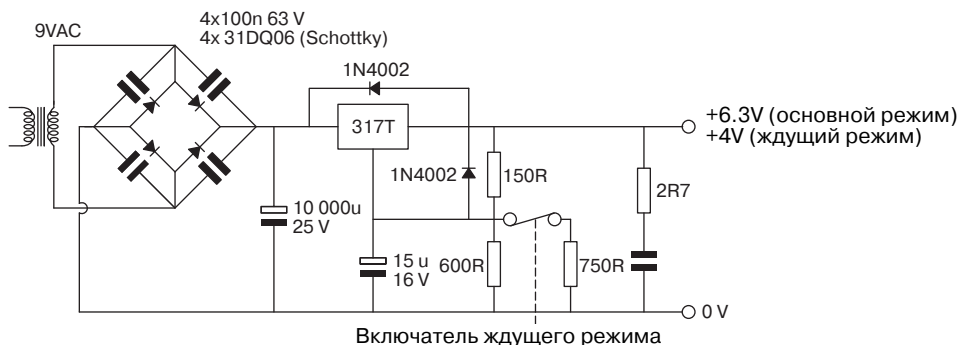 9VAC
4x100n 63 V
4x 31DQ06 (Schottky)
1N4002
317T
+6.3V (основной режим)
+4V (ждущий режим)
1N4002
150R
2R7
10 000u
25 V
15 u
16 V
600R
750R
0 V
Включатель ждущего режима